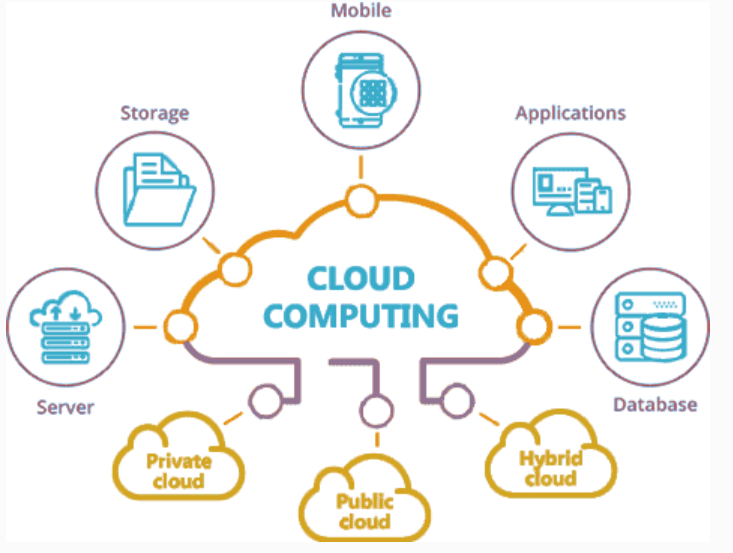 Mobile
Storage
Applications
CLOUD
COMPUTING
Server
Database
Private
cloud
Public
cloud
Hybrid
cloud